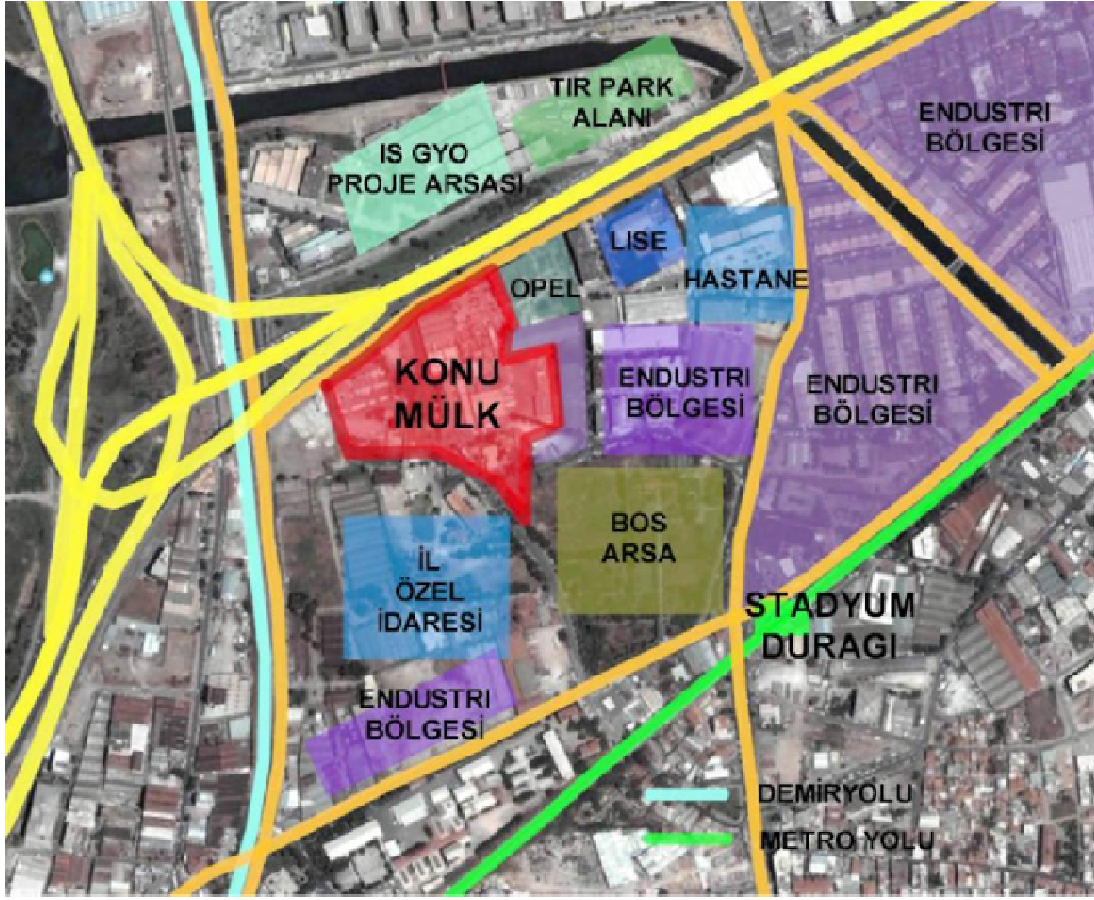 TIR PARK
ALANI
ENDUSTRI
BÖLGESİ
IS GYO
PROJE ARSASI
LISE
HASTANE
OPEL
KONU
MÜLK
ENDUSTRI
BÖLGESİ
ENDUSTRI
BÖLGESİ
BOS
ARSA
İL
ÖZEL
İDARESİ
STADYUM
DURAGI
ENDUSTRI
BÖLGESİ
DEMİRYOLU
METRO YOLU